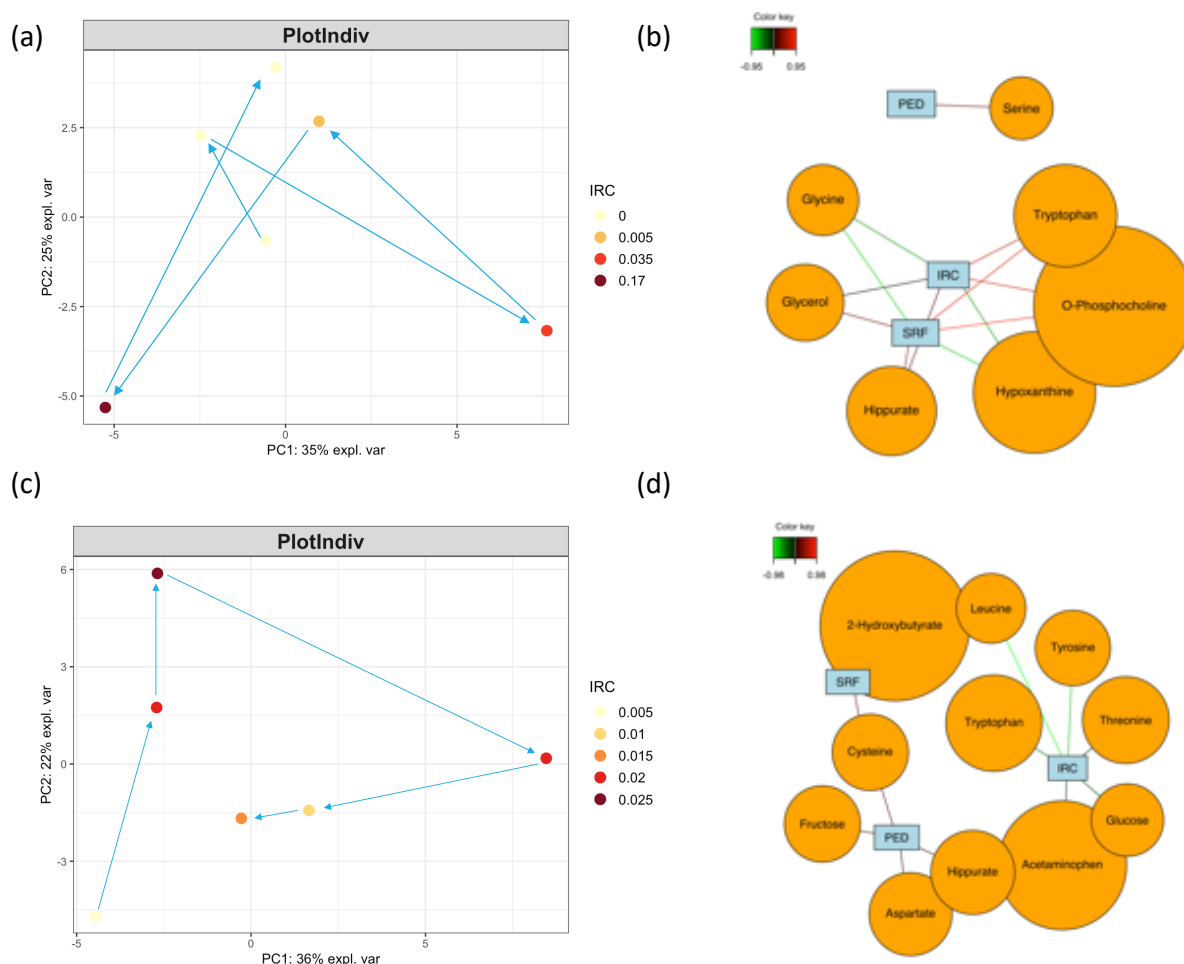 (a)
PlotIndiv
2.5
0.0
-2.5
-5.0
PC2: 25% expl. var
-5
0
5
PC1: 35% expl. var
IRC
0
0.005
0.035
0.17
(b)
Color key
-0.95
0.95
PED
Serine
Glycine
Tryptophan
IRC
Glycerol
O-Phosphocholine
SRF
Hypoxanthine
Hippurate
(c)
PlotIndiv
6
3
0
-3
PC2: 22% expl. var
-5
0
5
PC1: 36% expl. var
IRC
0.005
0.01
0.015
0.02
0.025
(d)
Color key
-0.98
0.98
Leucine
2-Hydroxybutyrate
Tyrosine
SRF
Tryptophan
Threonine
Cysteine
IRC
Fructose
PED
Glucose
Acetaminophen
Hippurate
Aspartate